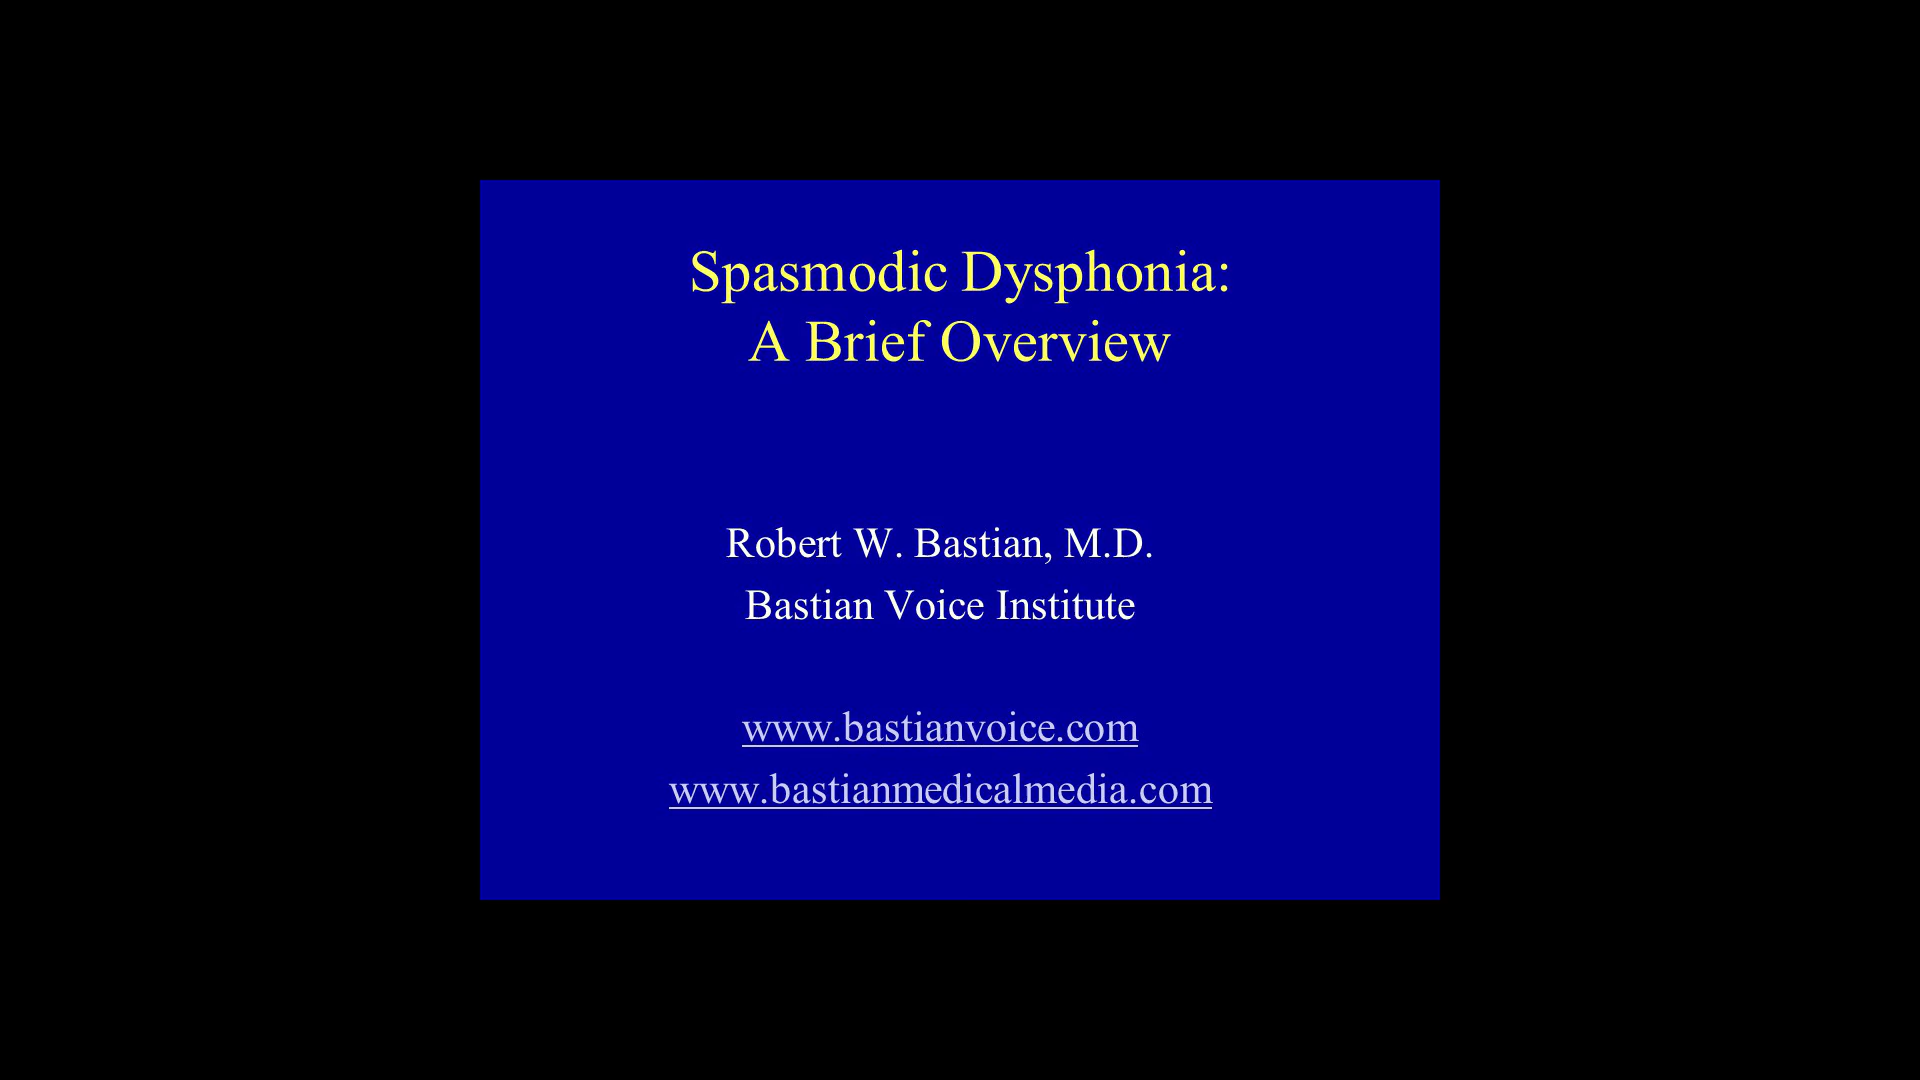 Spasmodic Dysphonia:
A Brief Overview
Robert W. Bastian, M.D.
Bastian Voice Institute
www.bastianvoice.com
www.bastianmedicalmedia.com